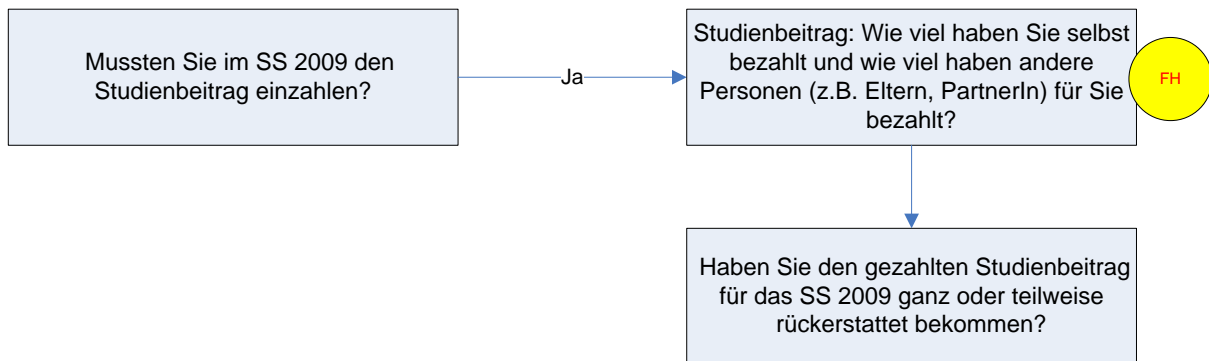 Mussten Sie im SS 2009 den
Studienbeitrag einzahlen?
Ja
Studienbeitrag: Wie viel haben Sie selbst
bezahlt und wie viel haben andere
Personen (z.B. Eltern, PartnerIn) für Sie
bezahlt?
FH
Haben Sie den gezahlten Studienbeitrag
für das SS 2009 ganz oder teilweise
rückerstattet bekommen?